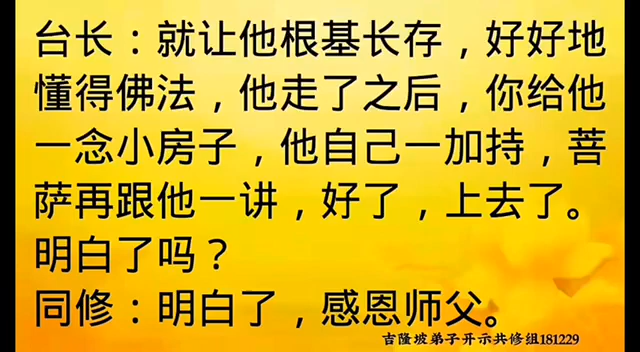 台长：就让他根基长存，好好地
懂得佛法，他走了之后，你给他
一念小房子，他自己一加持，菩
萨再跟他一讲，好了，上去了。
明白了吗？
同修：明白了，感恩师父。
吉隆坡弟子开示共修组181229